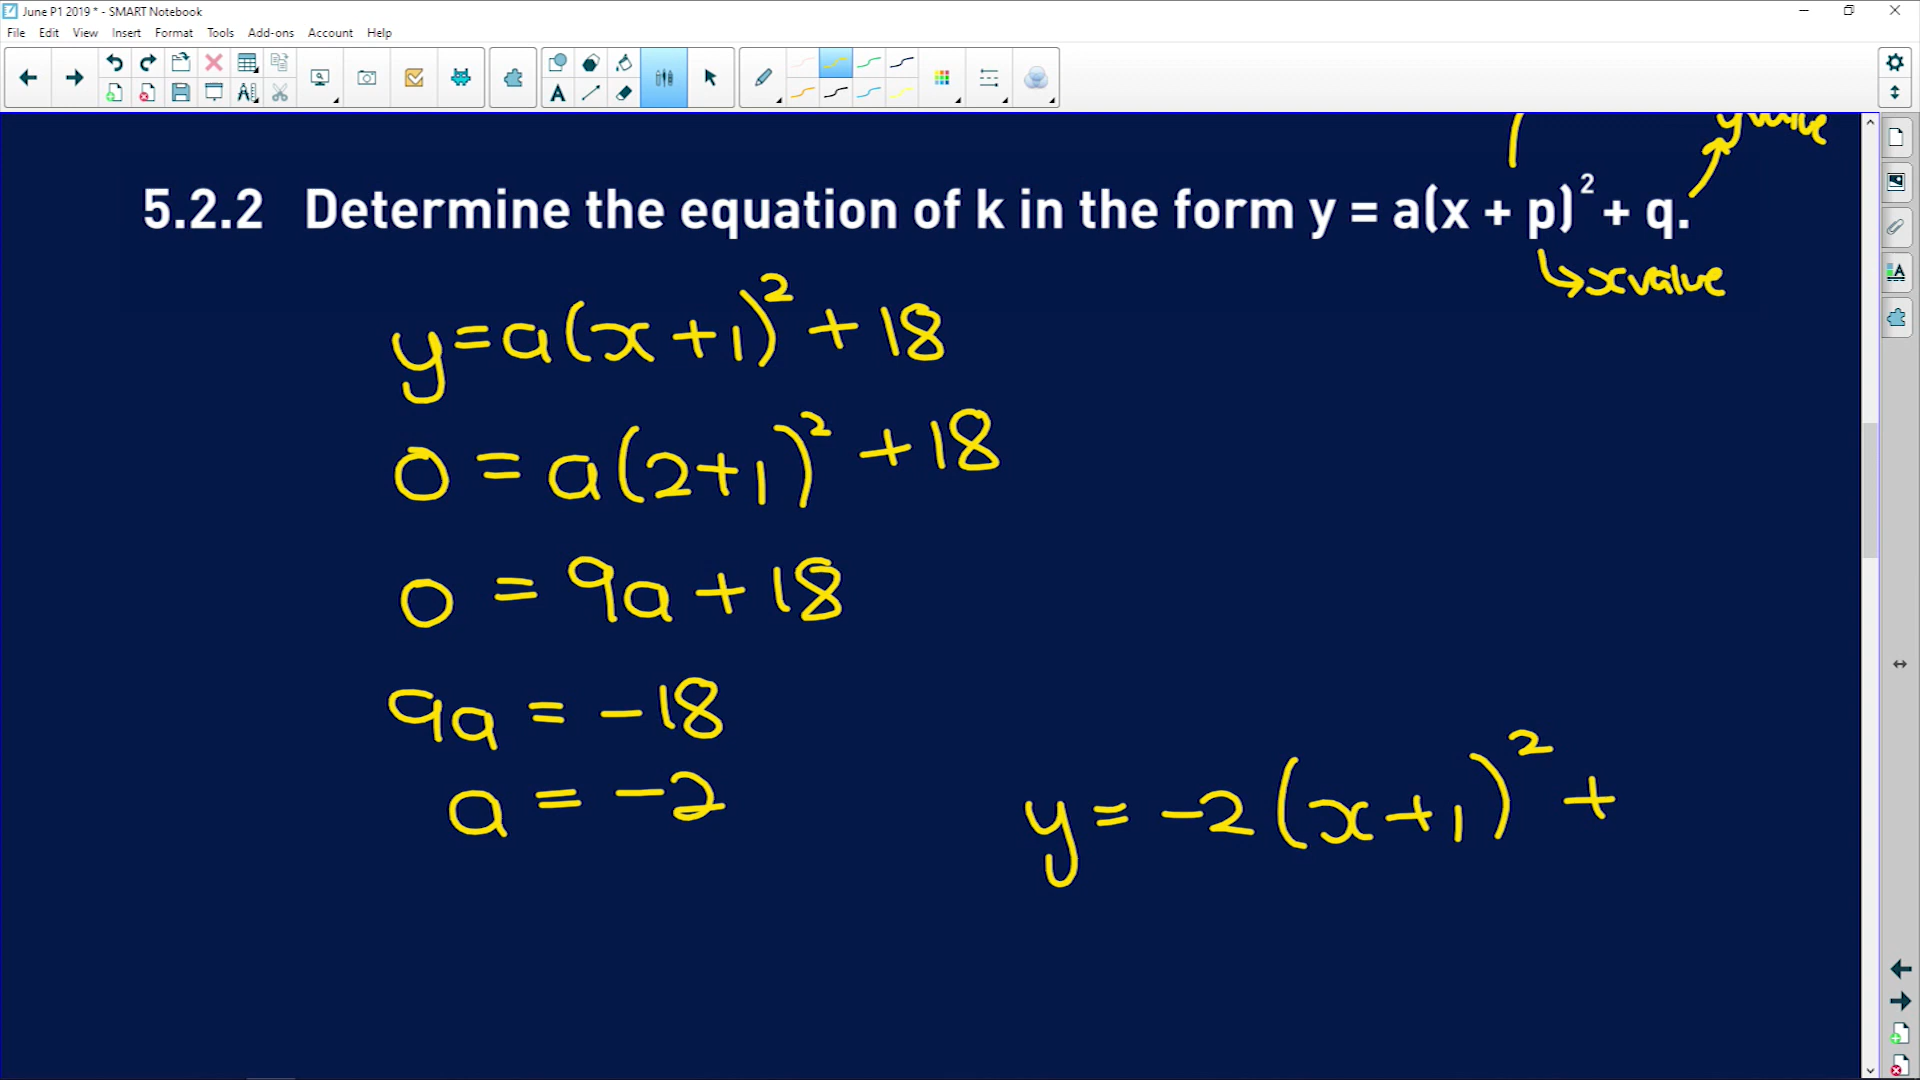 June P1 2019 * - SMART Notebook
File Edit View Insert Format Tools Add-ons Account Help
y value
5.2.2 Determine the equation of k in the form y = a(x + p)² + q.
↳ x value
y = a(x + 1)² + 18
0 = a(2 + 1)² + 18
0 = 9a + 18
9a = -18
a = -2
y = -2(x + 1)² +